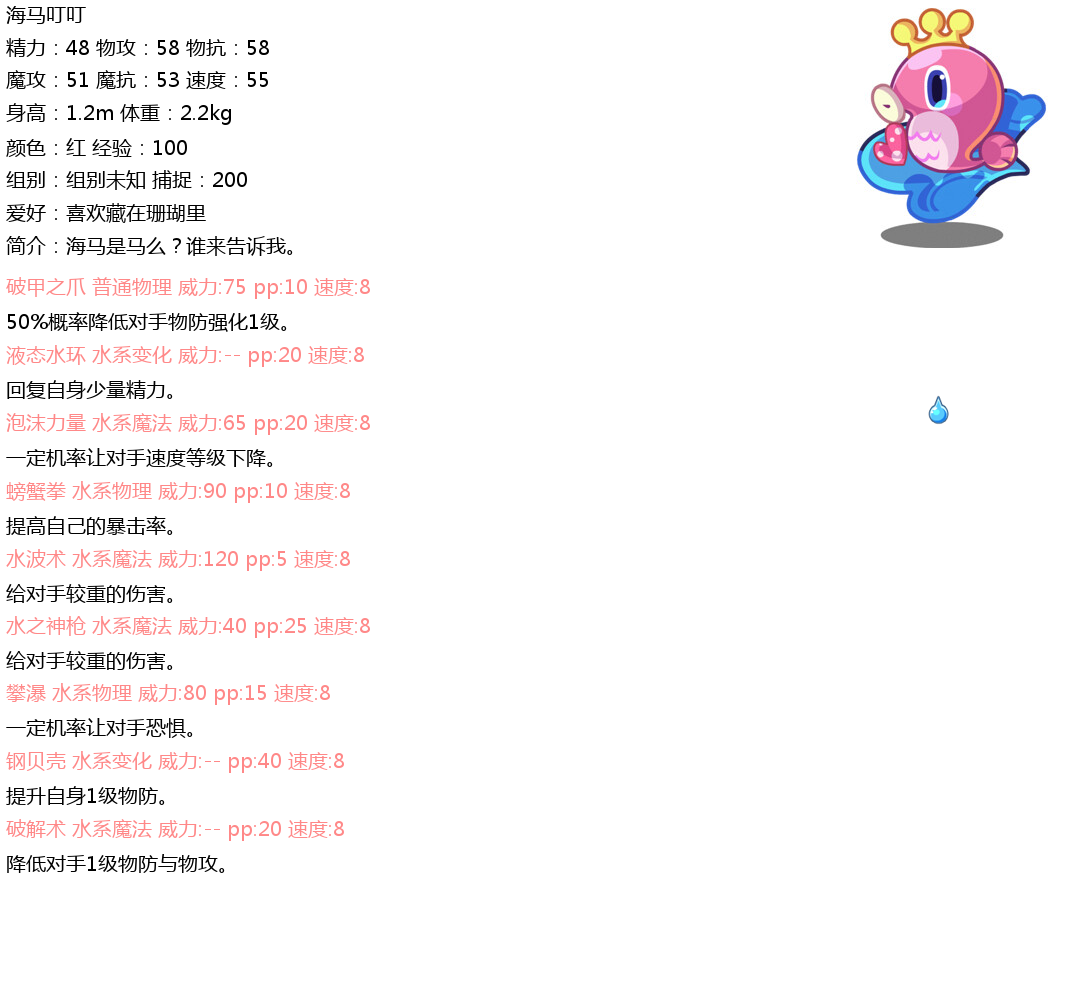 海马叮叮
精力：48 物攻：58 物抗：58
魔攻：51 魔抗：53 速度：55
身高：1.2m 体重：2.2kg
颜色：红 经验：100
组别：组别未知 捕捉：200
爱好：喜欢藏在珊瑚里
简介：海马是马么？谁来告诉我。
破甲之爪 普通物理 威力:75 pp:10 速度:8
50%概率降低对手物防强化1级。
液态水环 水系变化 威力:-- pp:20 速度:8
回复自身少量精力。
泡沫力量 水系魔法 威力:65 pp:20 速度:8
一定机率让对手速度等级下降。
螃蟹拳 水系物理 威力:90 pp:10 速度:8
提高自己的暴击率。
水波术 水系魔法 威力:120 pp:5 速度:8
给对手较重的伤害。
水之神枪 水系魔法 威力:40 pp:25 速度:8
给对手较重的伤害。
攀瀑 水系物理 威力:80 pp:15 速度:8
一定机率让对手恐惧。
钢贝壳 水系变化 威力:-- pp:40 速度:8
提升自身1级物防。
破解术 水系魔法 威力:-- pp:20 速度:8
降低对手1级物防与物攻。